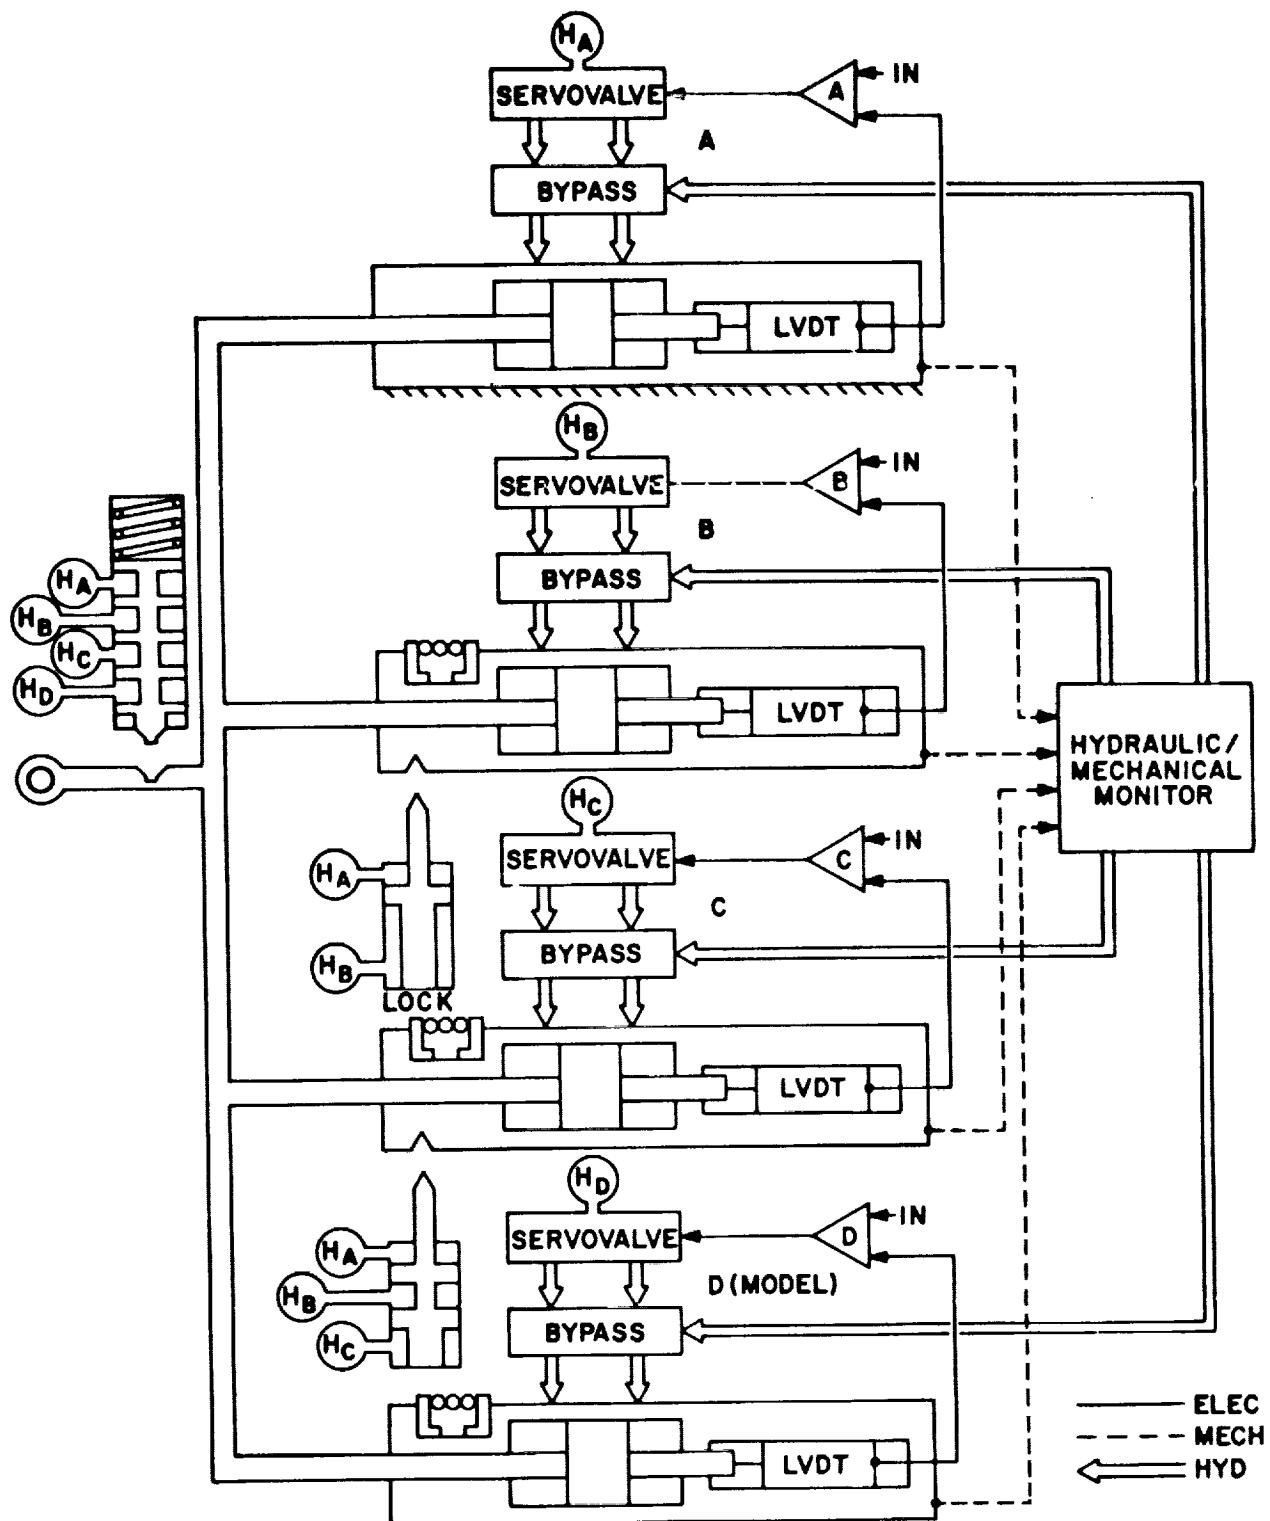 HA
SERVOVALVE
A
IN
A
BYPASS
LVDT
HB
SERVOVALVE
B
IN
B
BYPASS
HA
HB
HC
HD
LVDT
HYDRAULIC/
MECHANICAL
MONITOR
HC
SERVOVALVE
C
IN
HA
C
BYPASS
HB
LOCK
LVDT
HD
SERVOVALVE
D
IN
HA
HB
D (MODEL)
BYPASS
HC
ELEC
MECH
LVDT
HYD